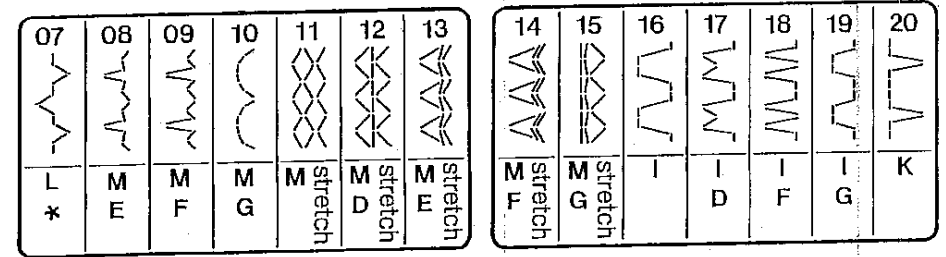 07 08 09 10 11 12 13 14 15 16 17 18 19 20
L M M M M stretch M stretch M stretch M stretch M stretch I I I I K
* E F G D E F G D F G